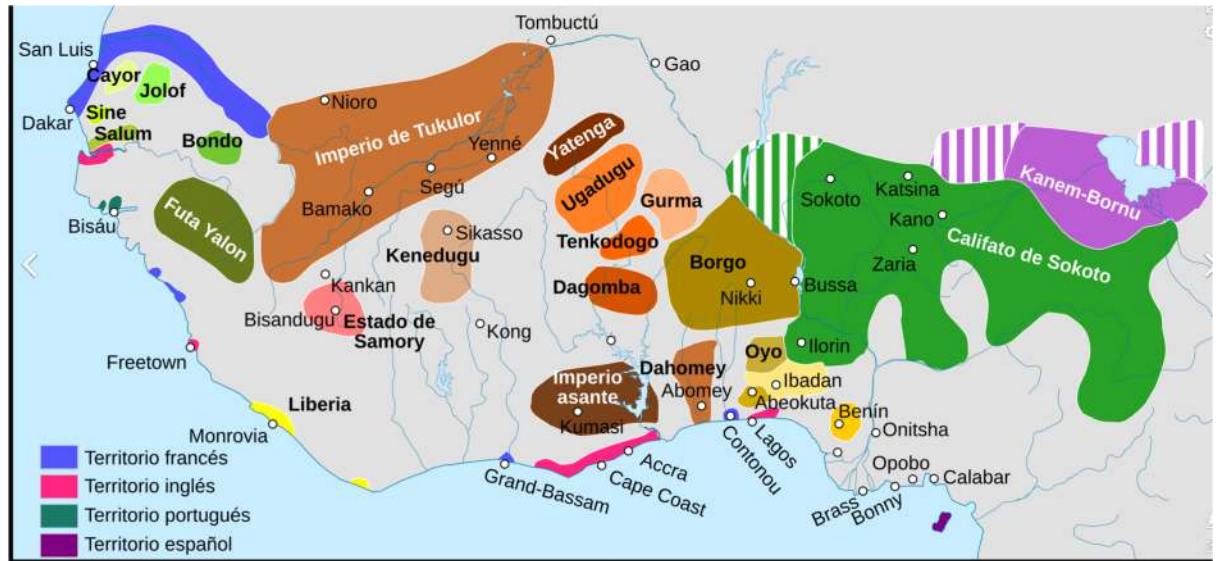 Tombuctú
San Luis
Gao
Cayor
Jolof
Nioro
Dakar
Sine
Salum
Bondo
Imperio de Tukulor
Yenné
Segú
Bamako
Yatenga
Ugadugu
Gurma
Tenkodogo
Dagomba
Sokoto
Katsina
Kano
Zaria
Kanem-Bornu
Califato de Sokoto
Bisáu
Futa Yalon
Sikasso
Kenedugu
Borgo
Nikki
Bussa
Kankan
Bisandugu
Estado de
Samory
Kong
Ilorin
Freetown
Oyo
Dahomey
Abomey
Ibadan
Abeokuta
Imperio
asante
Kumasi
Liberia
Monrovia
Benín
Onitsha
Lagos
Contonou
Accra
Cape Coast
Grand-Bassam
Opobo
Calabar
Brass
Bonny
Territorio francés
Territorio inglés
Territorio portugués
Territorio español